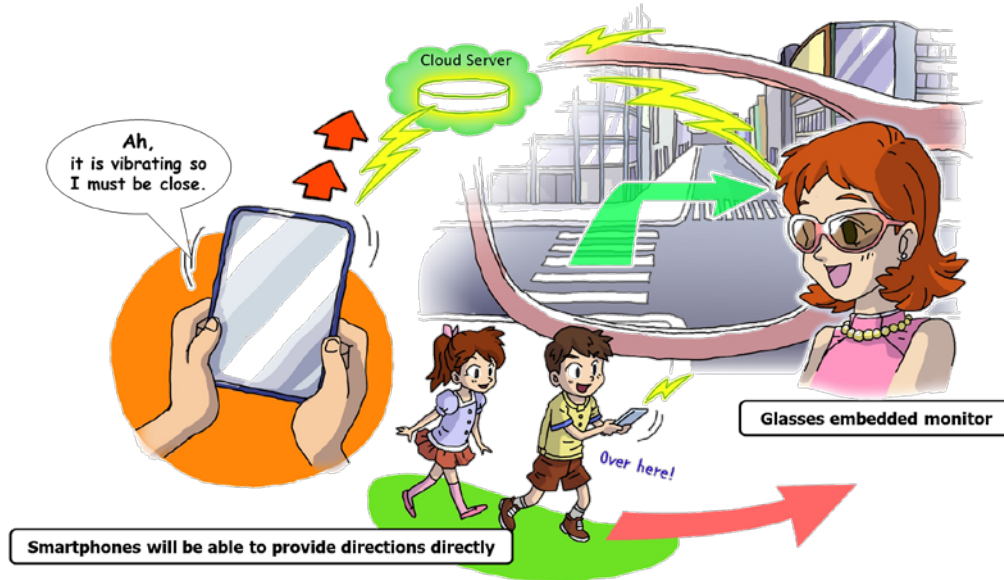 Cloud Server
Ah,
it is vibrating so
I must be close.
Glasses embedded monitor
Over here!
Smartphones will be able to provide directions directly